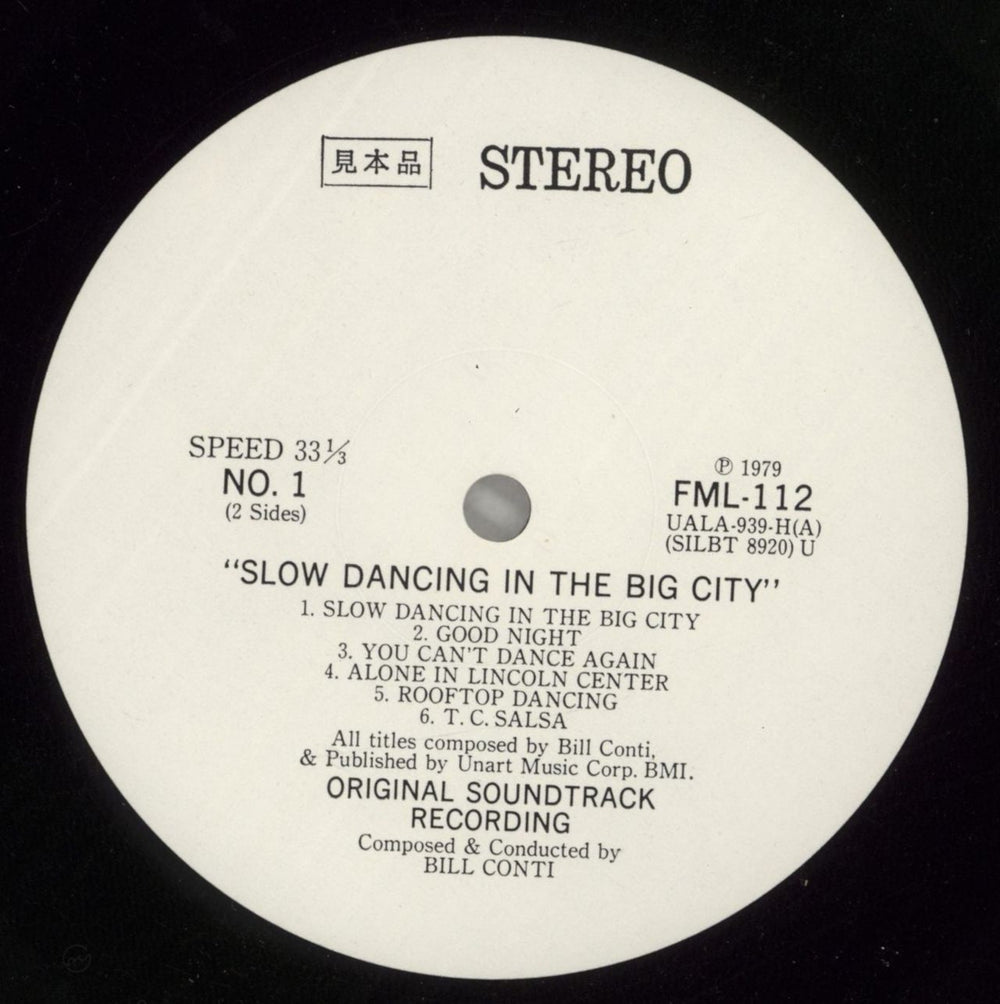 見本品 STEREO
SPEED 33⅓
NO. 1
(2 Sides)
℗ 1979
FML-112
UALA-939-H(A)
(SILBT 8920) U
"SLOW DANCING IN THE BIG CITY"
1. SLOW DANCING IN THE BIG CITY
2. GOOD NIGHT
3. YOU CAN'T DANCE AGAIN
4. ALONE IN LINCOLN CENTER
5. ROOFTOP DANCING
6. T. C. SALSA
All titles composed by Bill Conti,
& Published by Unart Music Corp. BMI.
ORIGINAL SOUNDTRACK
RECORDING
Composed & Conducted by
BILL CONTI